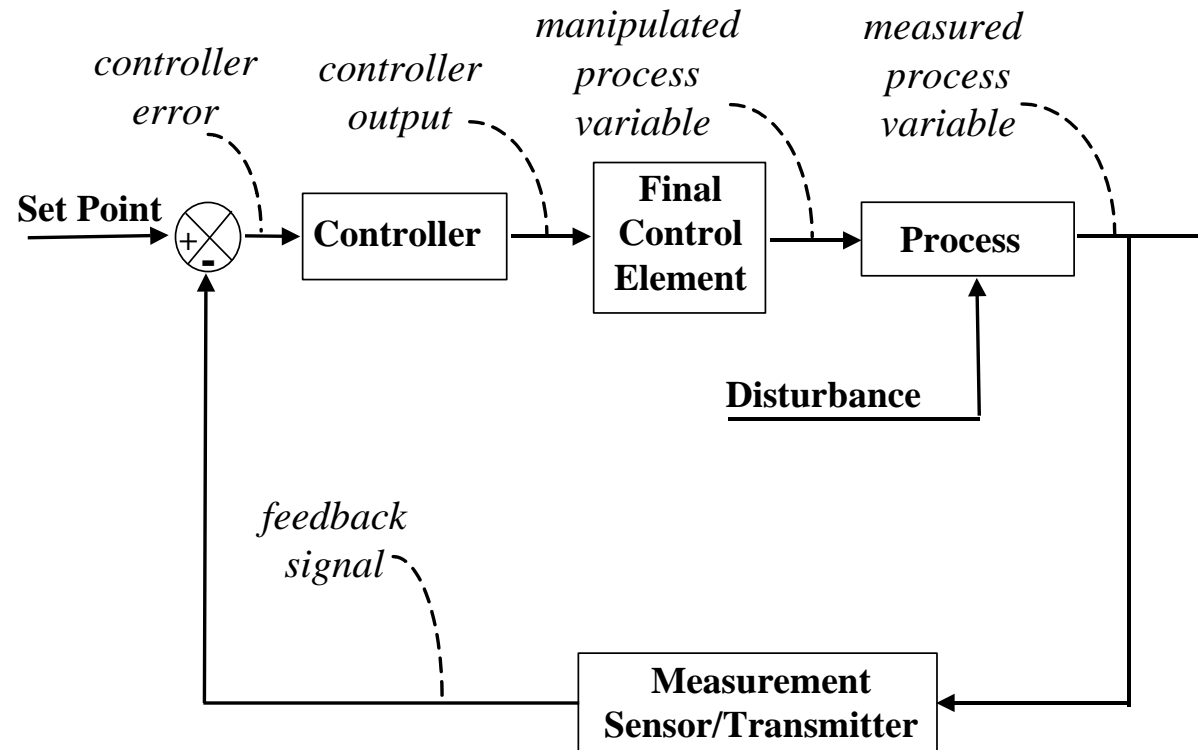 controller
error
controller
output
manipulated
process
variable
measured
process
variable
Set Point
+
-
Controller
Final
Control
Element
Process
Disturbance
feedback
signal
Measurement
Sensor/Transmitter